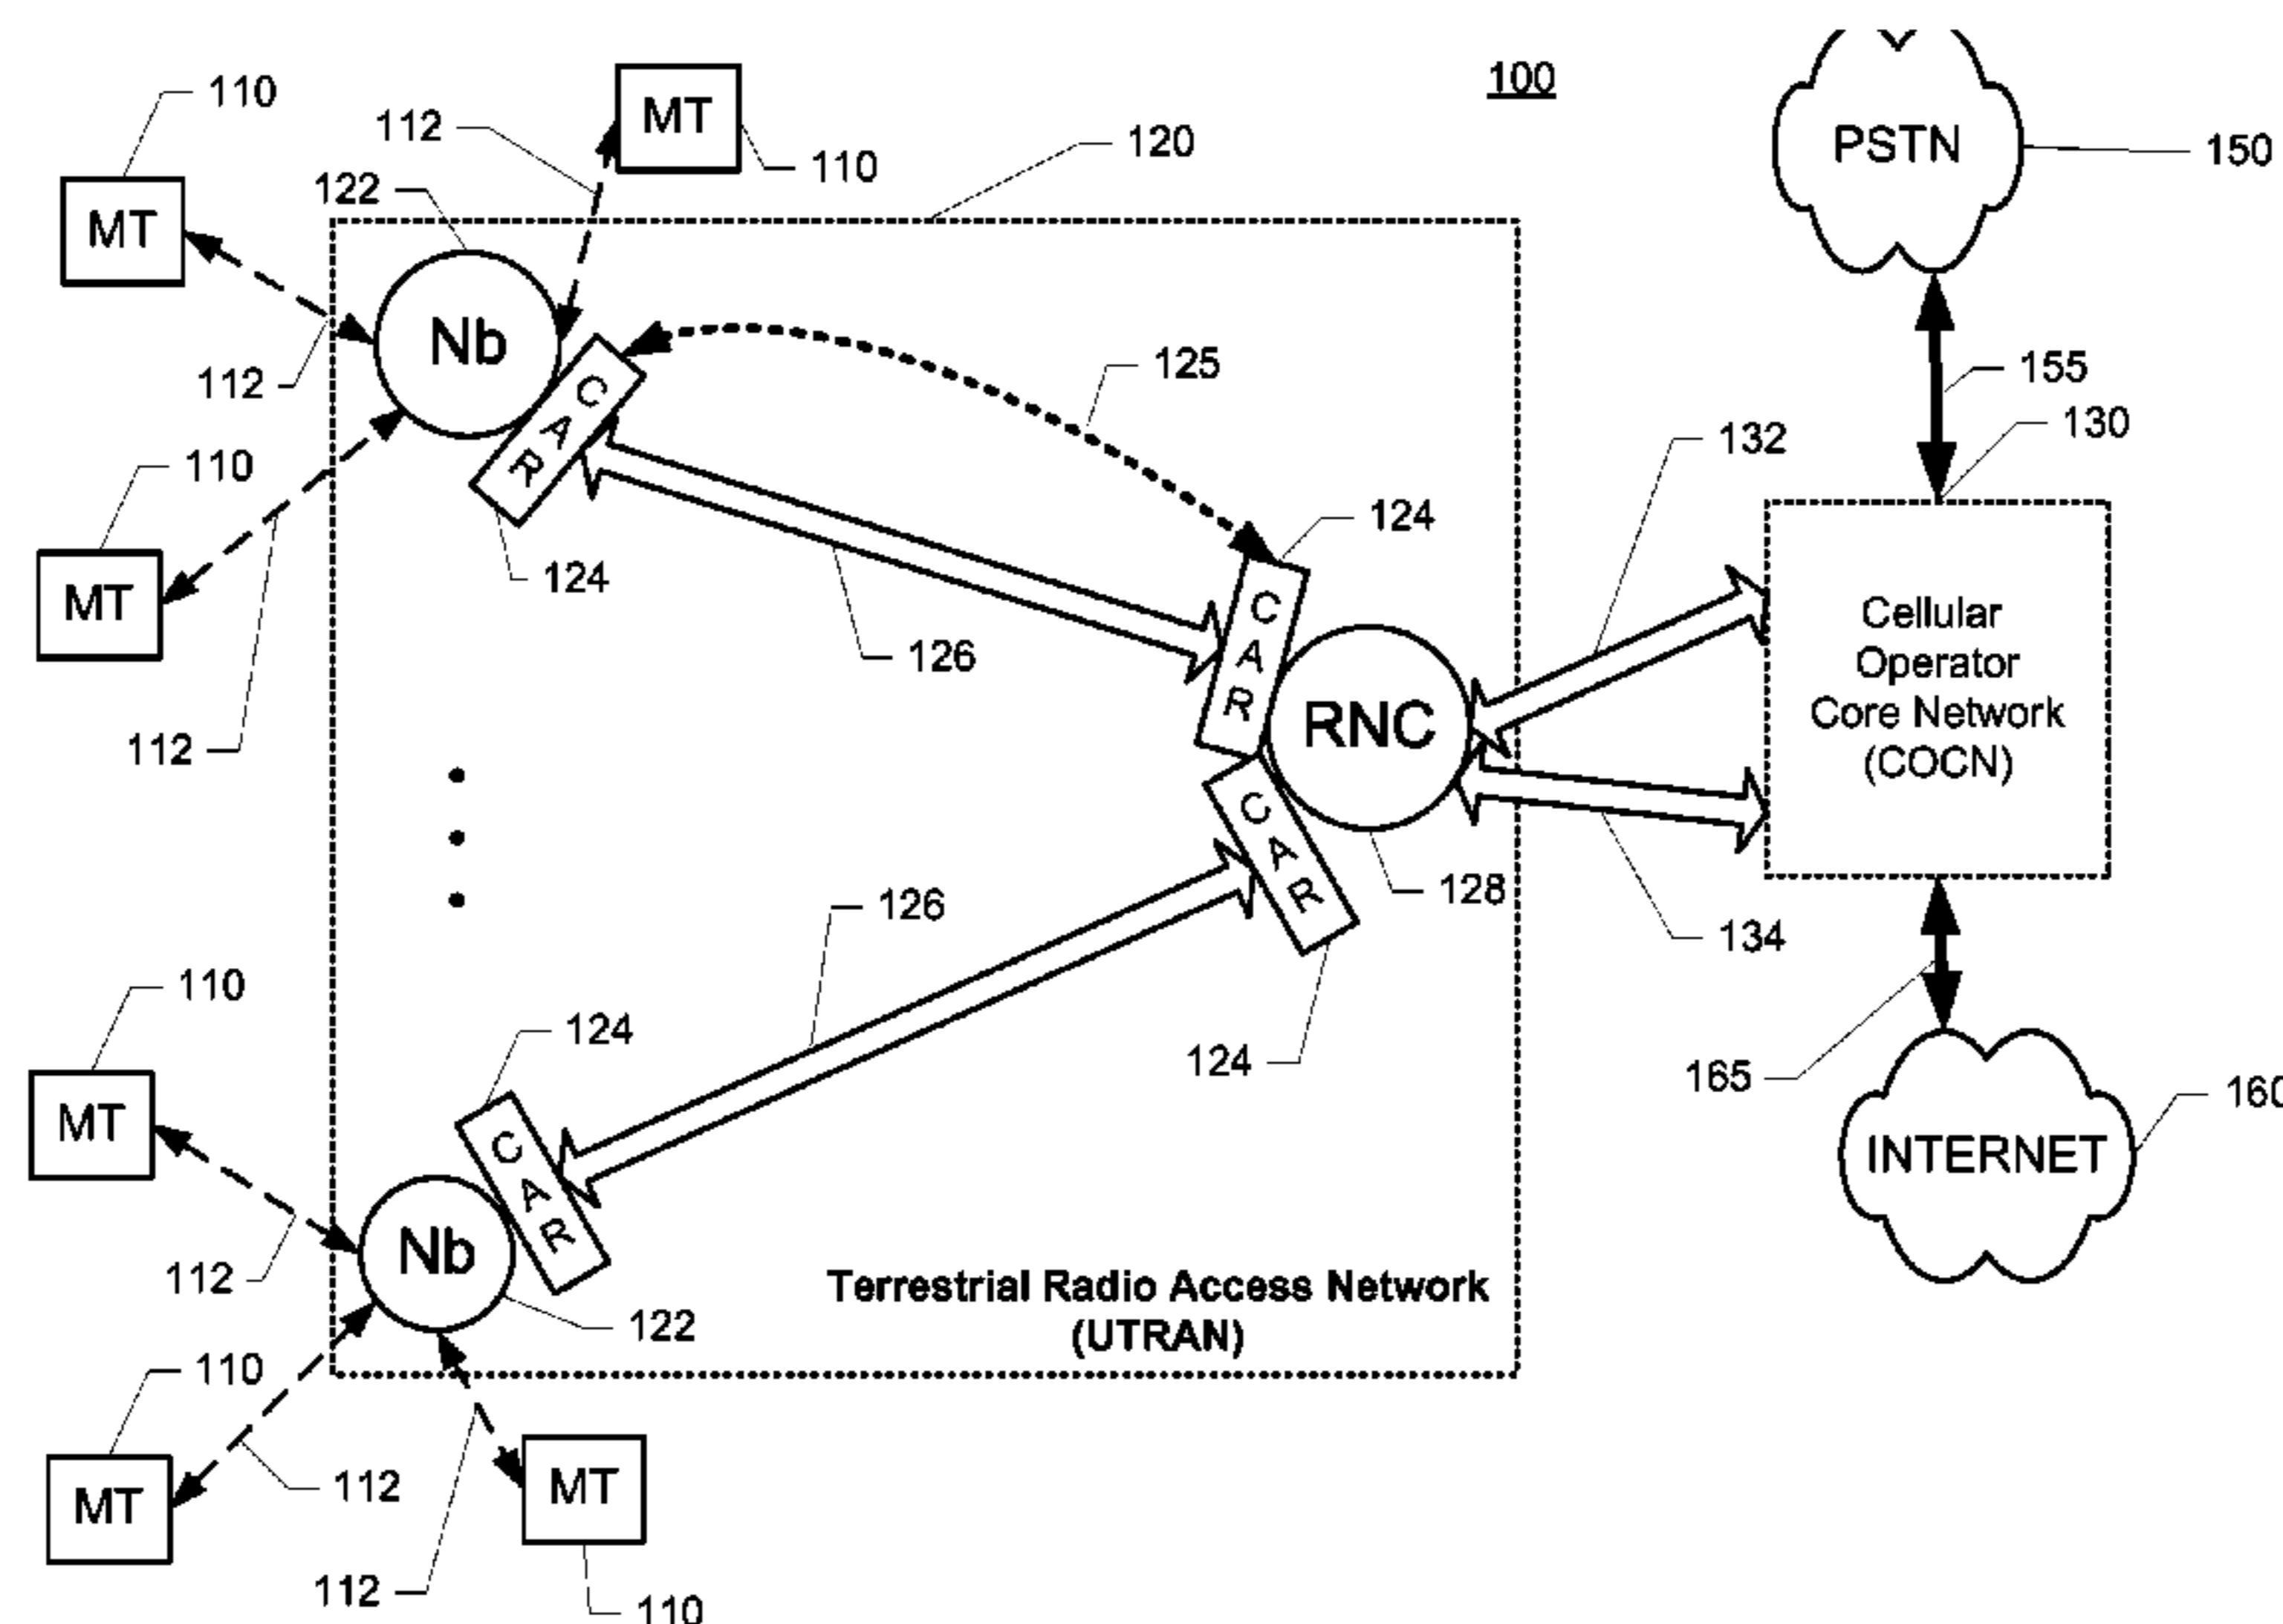 100
110
MT
112
MT
110
120
PSTN
150
122
MT
Nb
112
C
A
R
125
155
130
132
110
MT
112
124
126
124
C
A
R
RNC
Cellular
Operator
Core Network
(COCN)
128
134
C
A
R
124
126
110
MT
112
124
C
A
R
Nb
122
165
INTERNET
160
Terrestrial Radio Access Network
(UTRAN)
110
MT
112
112
MT
110